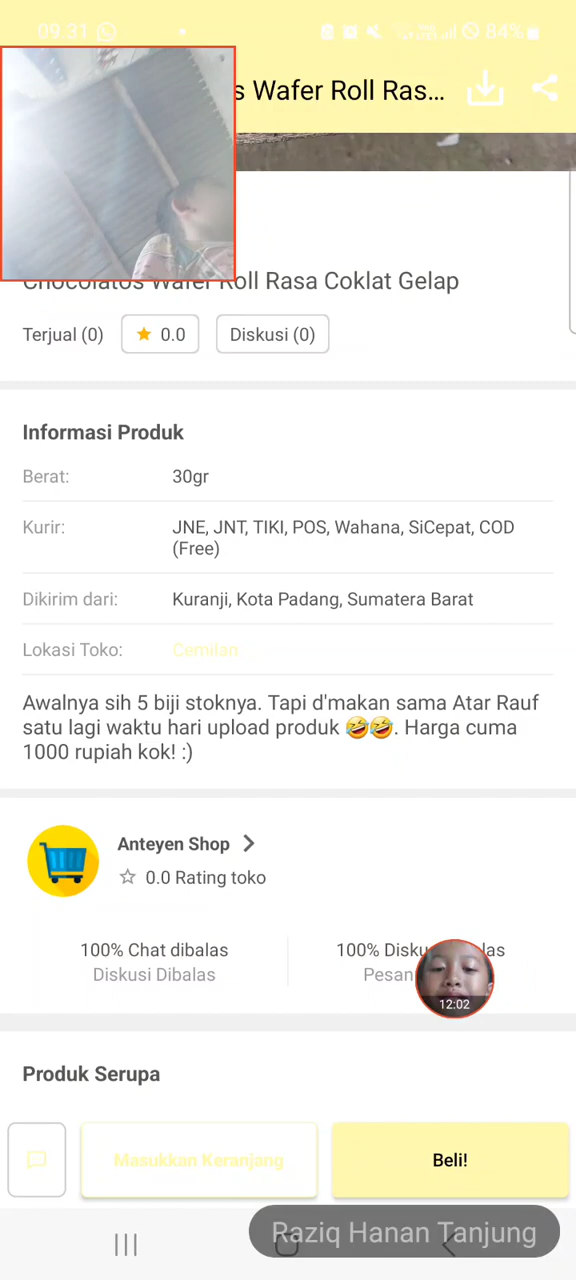 09.31
84%
s Wafer Roll Ras...
Chocolatos Wafer Roll Rasa Coklat Gelap
Terjual (0)
0.0
Diskusi (0)
Informasi Produk
Berat:
30gr
Kurir:
JNE, JNT, TIKI, POS, Wahana, SiCepat, COD
(Free)
Dikirim dari:
Kuranji, Kota Padang, Sumatera Barat
Lokasi Toko:
Cemilan
Awalnya sih 5 biji stoknya. Tapi d'makan sama Atar Rauf
satu lagi waktu hari upload produk 🤣🤣. Harga cuma
1000 rupiah kok! :)
Anteyen Shop
0.0 Rating toko
100% Chat dibalas
Diskusi Dibalas
100% Disku las
Pesan
12:02
Produk Serupa
Masukkan Keranjang
Beli!
Raziq Hanan Tanjung